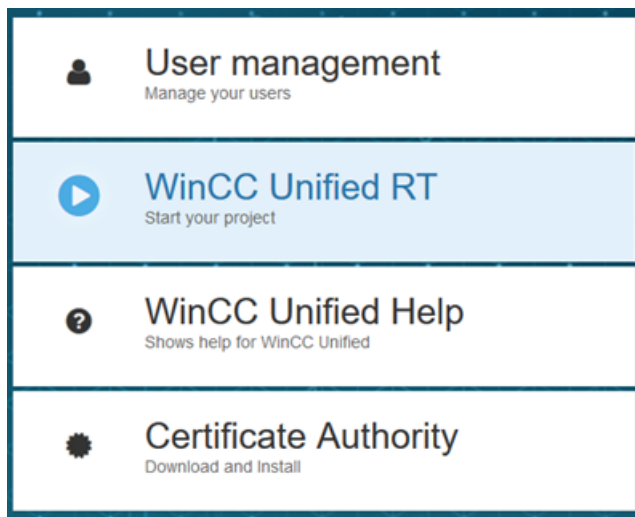 User management
Manage your users
WinCC Unified RT
Start your project
WinCC Unified Help
Shows help for WinCC Unified
Certificate Authority
Download and Install